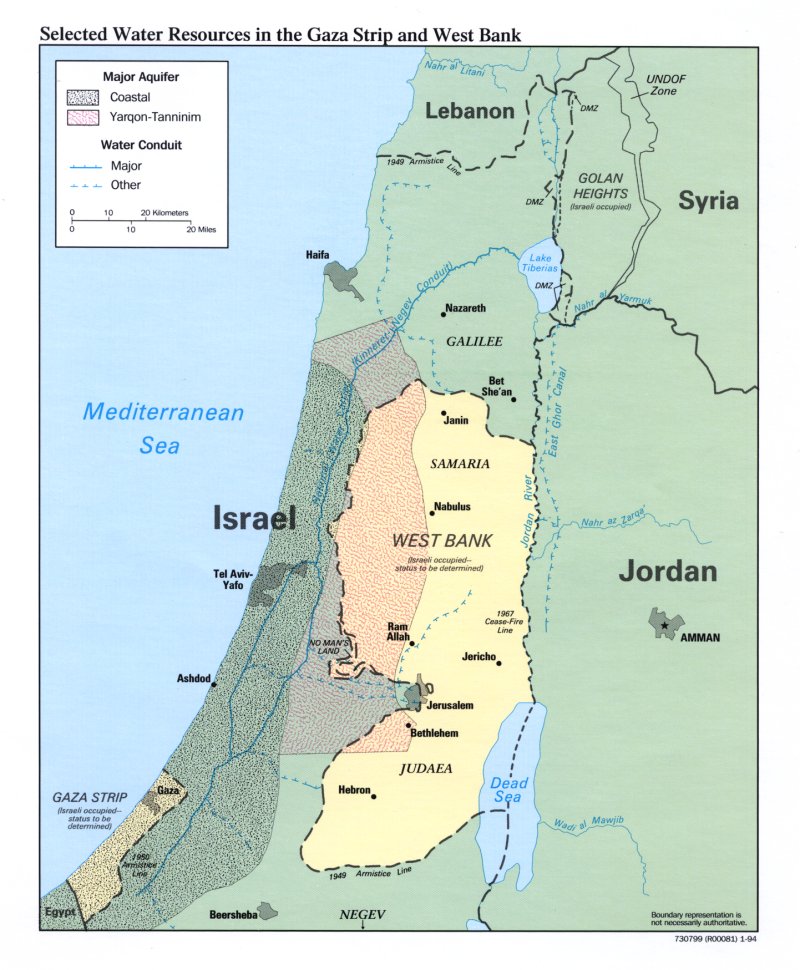 Selected Water Resources in the Gaza Strip and West Bank
Major Aquifer
Coastal
Yarqon-Tanninim
Water Conduit
Major
Other
0 10 20 Kilometers
0 10 20 Miles
Nahr al Litani
Lebanon
UNDOF
Zone
DMZ
1949 Armistice
Line
GOLAN
HEIGHTS
(Israeli occupied)
DMZ
Syria
Haifa
Lake
Tiberias
DMZ
Nahr al Yarmuk
(Kinneret-Negev Conduit)
National Water Carrier
Nazareth
GALILEE
Bet
She'an
East Ghor Canal
Mediterranean
Sea
Janin
SAMARIA
Nabulus
Jordan River
Nahr az Zarqa'
Israel
WEST BANK
(Israeli occupied—
status to be determined)
Jordan
Tel Aviv-
Yafo
1967
Cease-Fire
Line
Ram
Allah
NO MAN'S
LAND
AMMAN
Jericho
Ashdod
Jerusalem
Bethlehem
JUDAEA
Dead
Sea
GAZA STRIP
(Israeli occupied—
status to be
determined)
Gaza
Hebron
Wadi al Mawjib
1950
Armistice
Line
1949 Armistice Line
Egypt
Beersheba
NEGEV
Boundary representation is
not necessarily authoritative.
730799 (R00081) 1-94